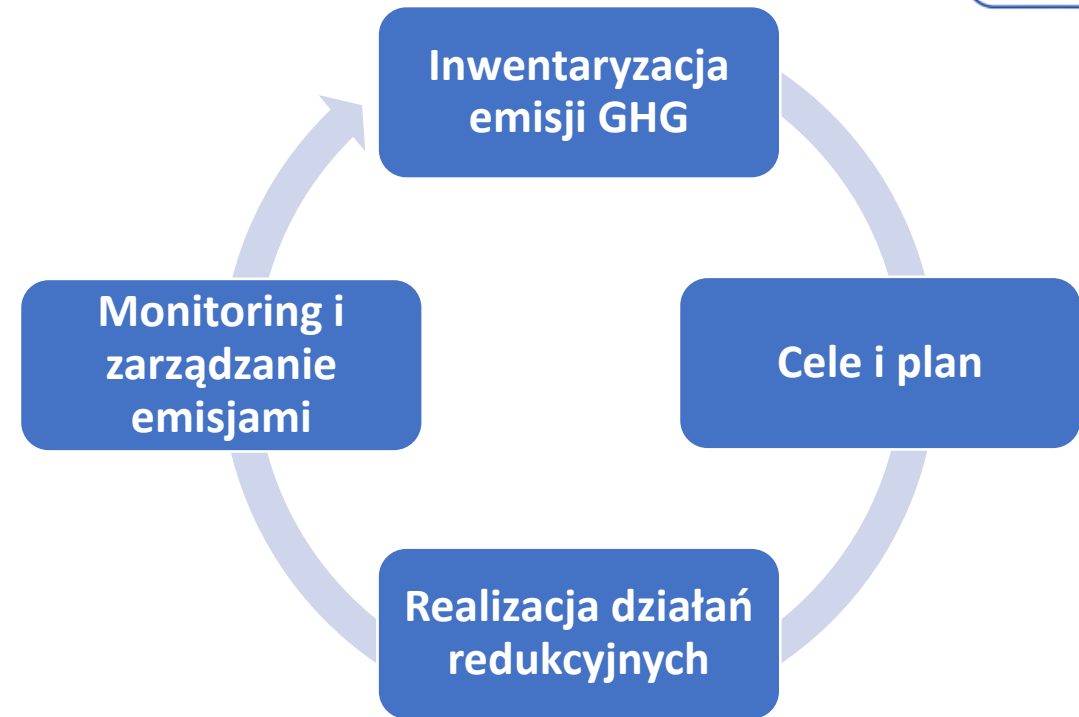 Inwentaryzacja
emisji GHG
Cele i plan
Realizacja działań
redukcyjnych
Monitoring i
zarządzanie
emisjami